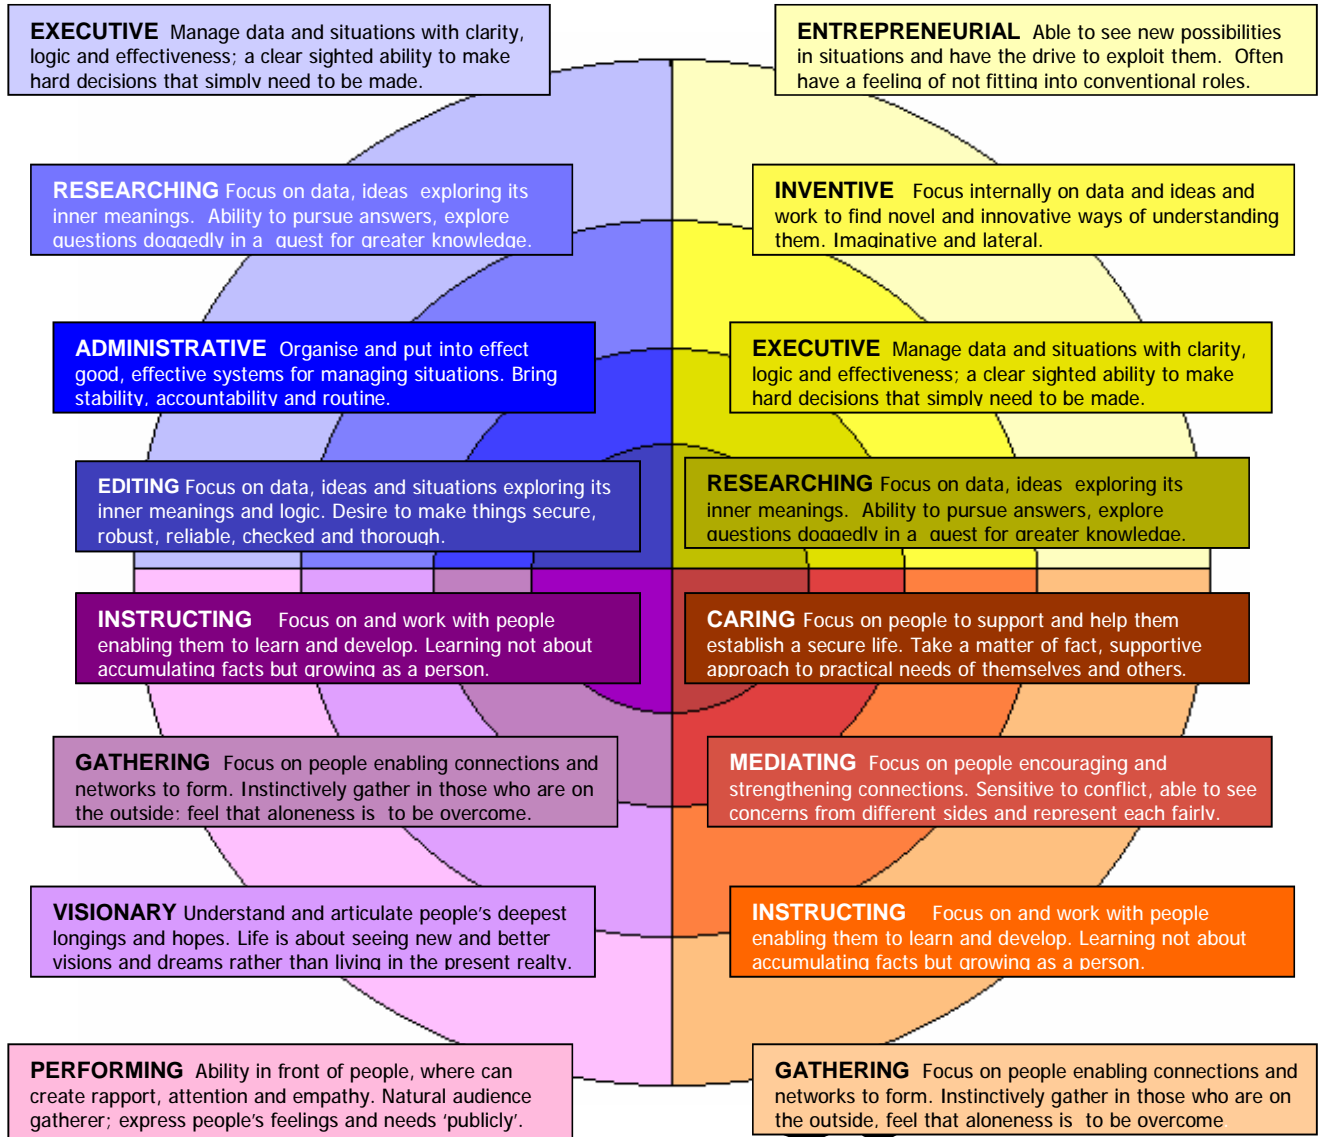 EXECUTIVE Manage data and situations with clarity,
logic and effectiveness; a clear sighted ability to make
hard decisions that simply need to be made.
ENTREPRENEURIAL Able to see new possibilities
in situations and have the drive to exploit them. Often
have a feeling of not fitting into conventional roles.
RESEARCHING Focus on data, ideas exploring its
inner meanings. Ability to pursue answers, explore
questions doggedly in a quest for greater knowledge.
INVENTIVE Focus internally on data and ideas and
work to find novel and innovative ways of understanding
them. Imaginative and lateral.
ADMINISTRATIVE Organise and put into effect
good, effective systems for managing situations. Bring
stability, accountability and routine.
EXECUTIVE Manage data and situations with clarity,
logic and effectiveness; a clear sighted ability to make
hard decisions that simply need to be made.
EDITING Focus on data, ideas and situations exploring its
inner meanings and logic. Desire to make things secure,
robust, reliable, checked and thorough.
RESEARCHING Focus on data, ideas exploring its
inner meanings. Ability to pursue answers, explore
questions doggedly in a quest for greater knowledge.
INSTRUCTING Focus on and work with people
enabling them to learn and develop. Learning not about
accumulating facts but growing as a person.
CARING Focus on people to support and help them
establish a secure life. Take a matter of fact, supportive
approach to practical needs of themselves and others.
GATHERING Focus on people enabling connections and
networks to form. Instinctively gather in those who are on
the outside: feel that aloneness is to be overcome.
MEDIATING Focus on people encouraging and
strengthening connections. Sensitive to conflict, able to see
concerns from different sides and represent each fairly.
VISIONARY Understand and articulate people's deepest
longings and hopes. Life is about seeing new and better
visions and dreams rather than living in the present realty.
INSTRUCTING Focus on and work with people
enabling them to learn and develop. Learning not about
accumulating facts but growing as a person.
PERFORMING Ability in front of people, where can
create rapport, attention and empathy. Natural audience
gatherer; express people's feelings and needs 'publicly'.
GATHERING Focus on people enabling connections and
networks to form. Instinctively gather in those who are on
the outside, feel that aloneness is to be overcome